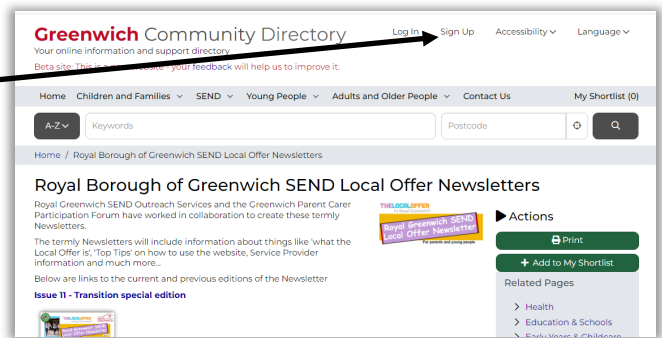 Greenwich Community Directory
Log In Sign Up Accessibility Language
Your online information and support directory
Beta site: This is a new website - your feedback will help us to improve it.
Home Children and Families SEND Young People Adults and Older People Contact Us My Shortlist (0)
A-Z Keywords Postcode
Home / Royal Borough of Greenwich SEND Local Offer Newsletters
Royal Borough of Greenwich SEND Local Offer Newsletters
Royal Greenwich SEND Outreach Services and the Greenwich Parent Carer
Participation Forum have worked in collaboration to create these termly
Newsletters.
The termly Newsletters will include information about things like 'what the
Local Offer is', 'Top Tips' on how to use the website, Service Provider
information and much more...
Below are links to the current and previous editions of the Newsletter
Issue 11 - Transition special edition
THELOCALOFFER
Royal Greenwich SEND
Local Offer Newsletter
For parents and young people
Actions
Print
+ Add to My Shortlist
Related Pages
Health
Education & Schools
Early Years & Childcare